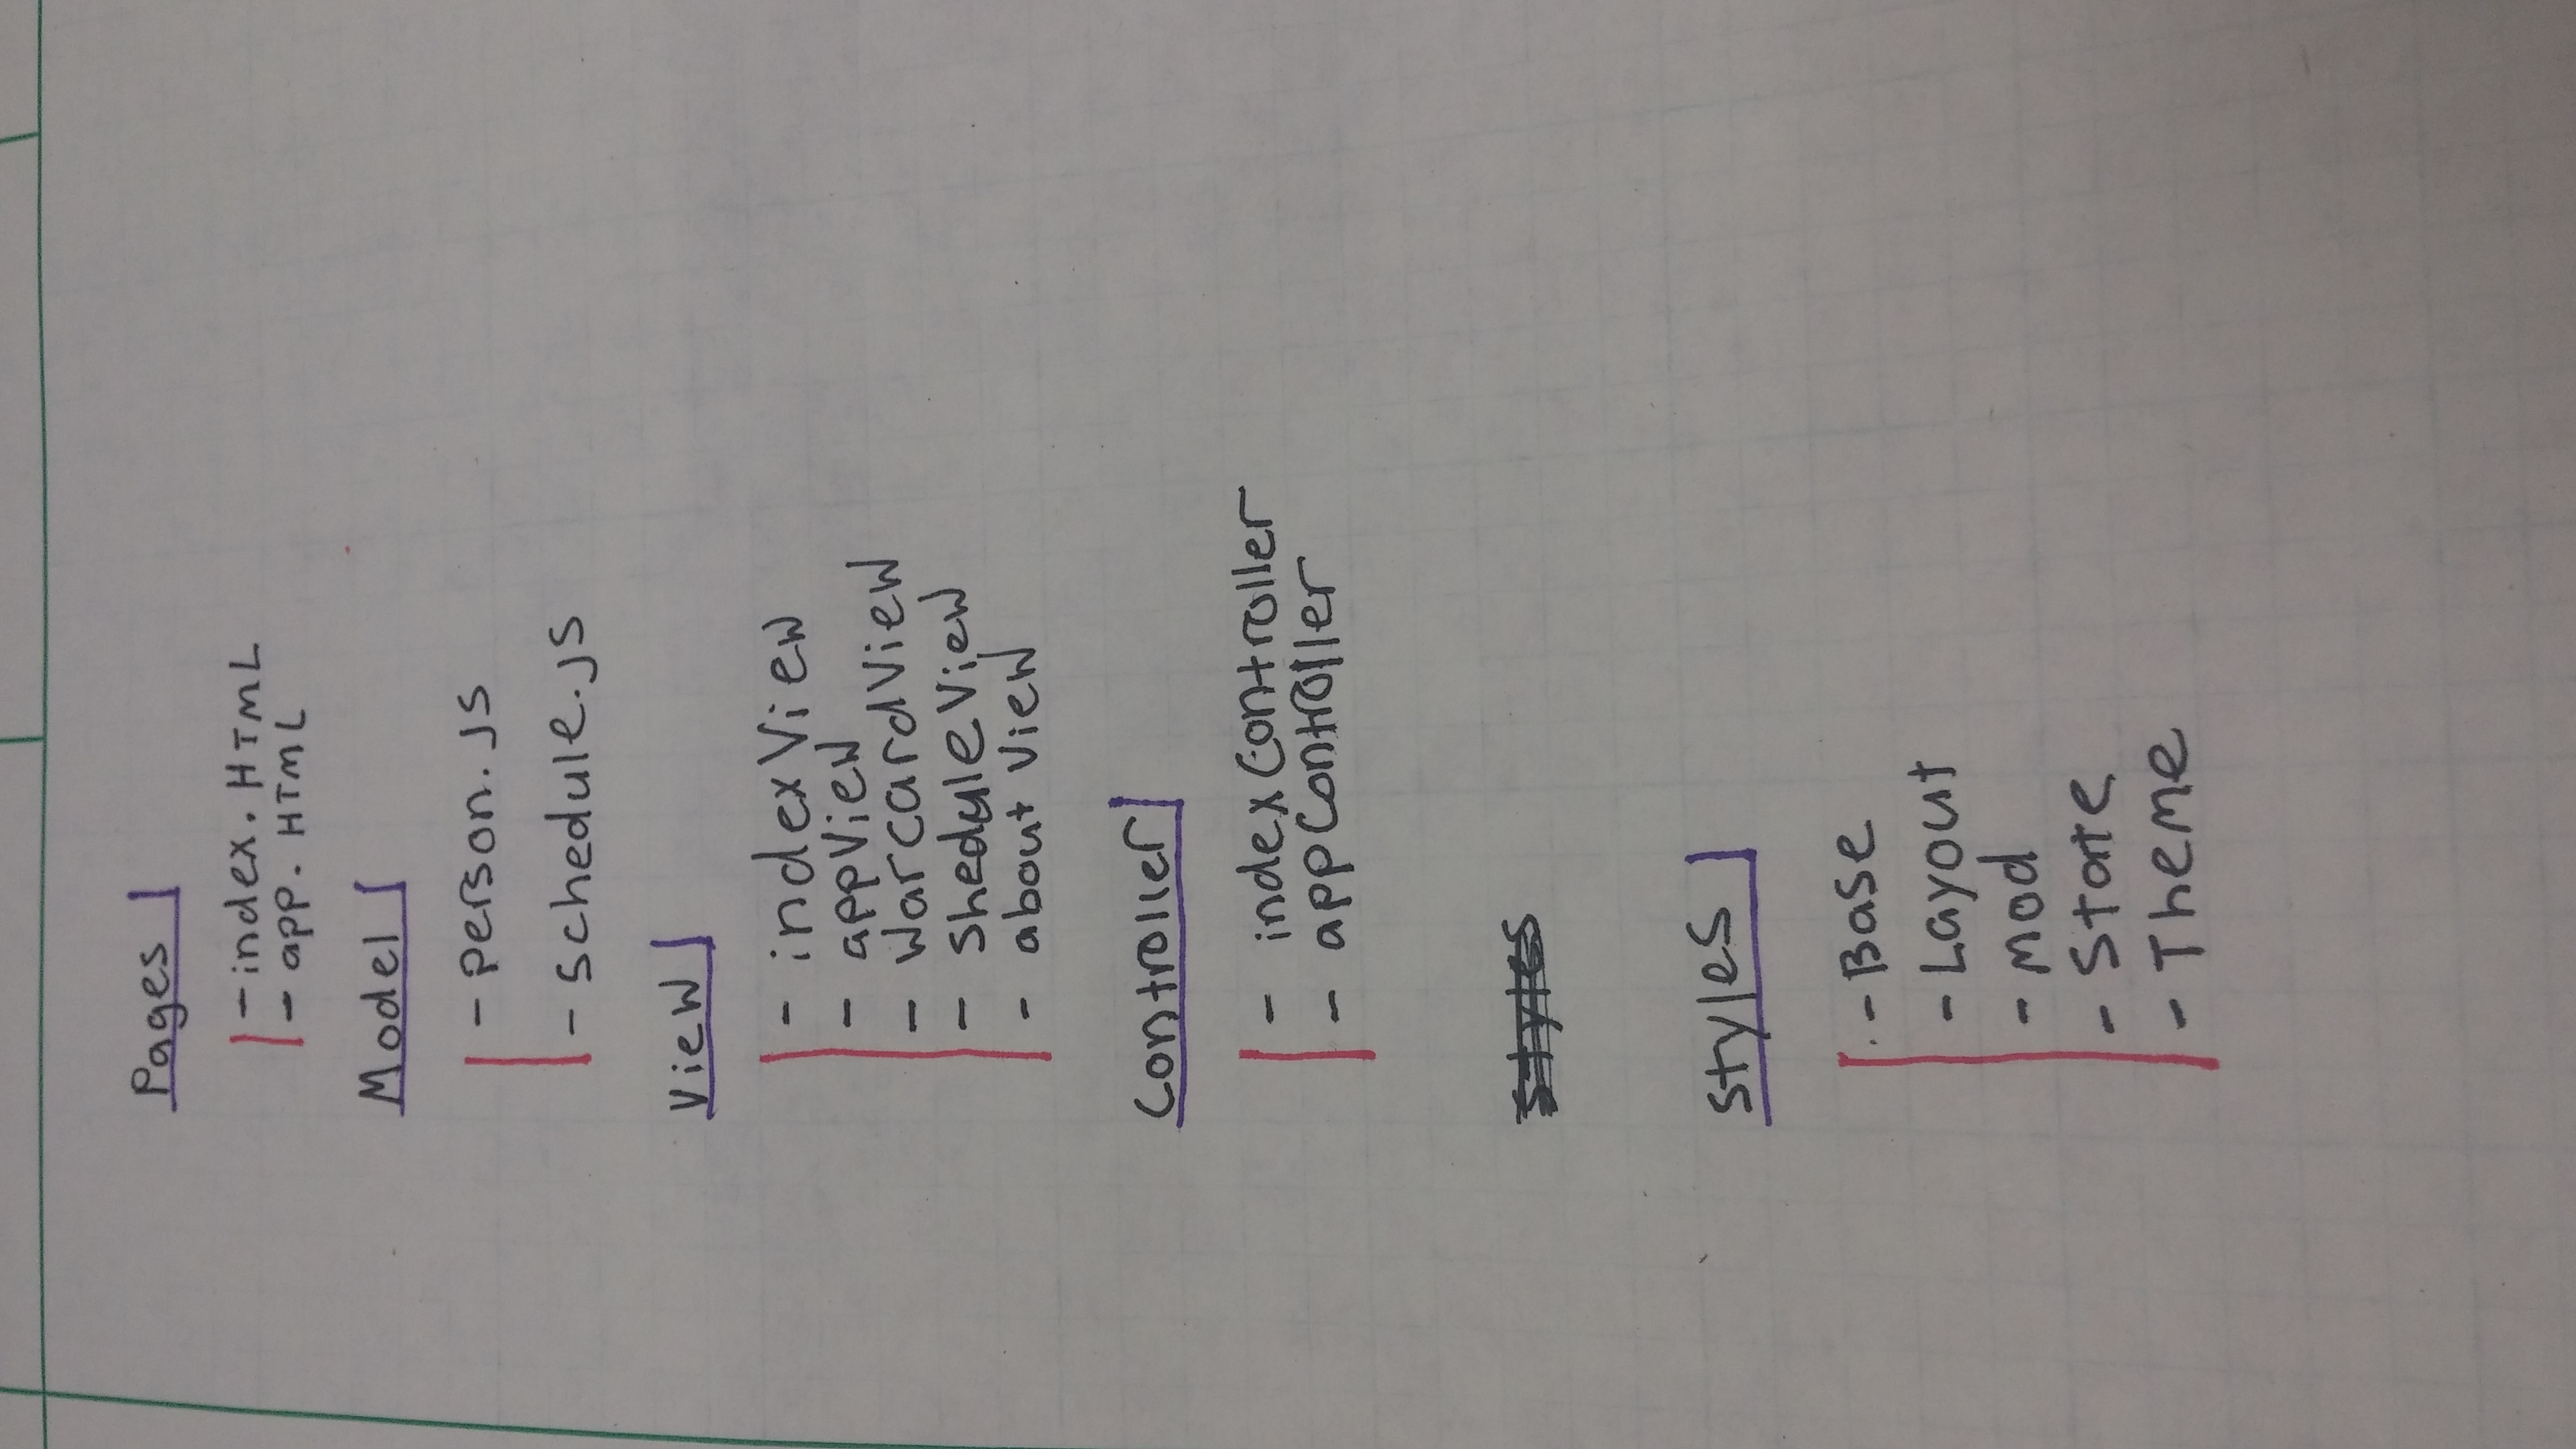 Pages
- index.HTML
- app.HTML
Model
- person.js
- schedule.js
View
- indexView
- appView
- WarcardView
- sheduleView
- about View
Controller
- indexController
- appController
styles
styles
- Base
- Layout
- mod
- State
- Theme